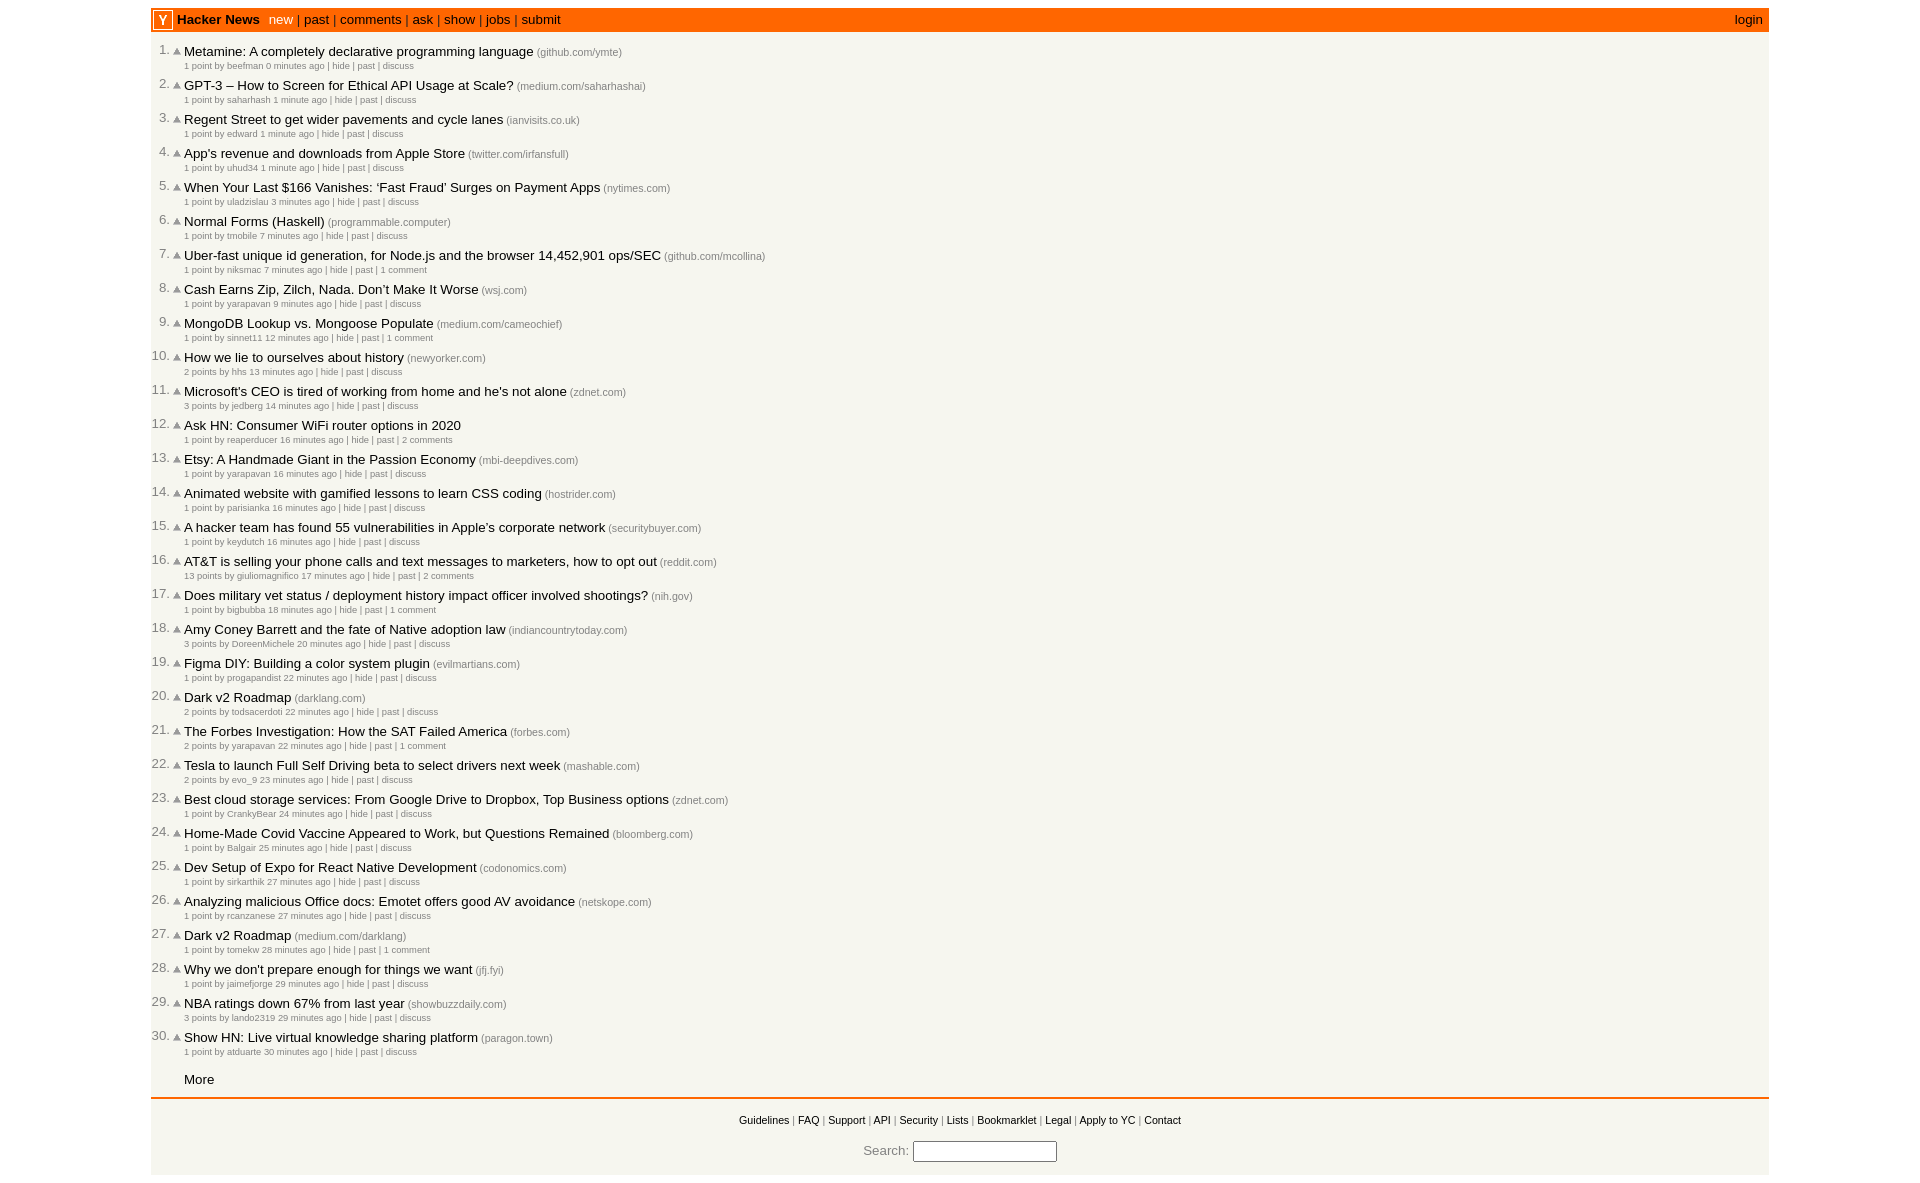 Y Hacker News new | past | comments | ask | show | jobs | submit login
1. Metamine: A completely declarative programming language (github.com/ymte)
1 point by beefman 0 minutes ago | hide | past | discuss
2. GPT-3 – How to Screen for Ethical API Usage at Scale? (medium.com/saharhashai)
1 point by saharhash 1 minute ago | hide | past | discuss
3. Regent Street to get wider pavements and cycle lanes (ianvisits.co.uk)
1 point by edward 1 minute ago | hide | past | discuss
4. App's revenue and downloads from Apple Store (twitter.com/irfansfull)
1 point by uhud34 1 minute ago | hide | past | discuss
5. When Your Last $166 Vanishes: ‘Fast Fraud’ Surges on Payment Apps (nytimes.com)
1 point by uladzislau 3 minutes ago | hide | past | discuss
6. Normal Forms (Haskell) (programmable.computer)
1 point by tmobile 7 minutes ago | hide | past | discuss
7. Uber-fast unique id generation, for Node.js and the browser 14,452,901 ops/SEC (github.com/mcollina)
1 point by niksmac 7 minutes ago | hide | past | 1 comment
8. Cash Earns Zip, Zilch, Nada. Don’t Make It Worse (wsj.com)
1 point by yarapavan 9 minutes ago | hide | past | discuss
9. MongoDB Lookup vs. Mongoose Populate (medium.com/cameochief)
1 point by sinnet11 12 minutes ago | hide | past | 1 comment
10. How we lie to ourselves about history (newyorker.com)
2 points by hhs 13 minutes ago | hide | past | discuss
11. Microsoft's CEO is tired of working from home and he's not alone (zdnet.com)
3 points by jedberg 14 minutes ago | hide | past | discuss
12. Ask HN: Consumer WiFi router options in 2020
1 point by reaperducer 16 minutes ago | hide | past | 2 comments
13. Etsy: A Handmade Giant in the Passion Economy (mbi-deepdives.com)
1 point by yarapavan 16 minutes ago | hide | past | discuss
14. Animated website with gamified lessons to learn CSS coding (hostrider.com)
1 point by parisianka 16 minutes ago | hide | past | discuss
15. A hacker team has found 55 vulnerabilities in Apple’s corporate network (securitybuyer.com)
1 point by keydutch 16 minutes ago | hide | past | discuss
16. AT&T is selling your phone calls and text messages to marketers, how to opt out (reddit.com)
13 points by giuliomagnifico 17 minutes ago | hide | past | 2 comments
17. Does military vet status / deployment history impact officer involved shootings? (nih.gov)
1 point by bigbubba 18 minutes ago | hide | past | 1 comment
18. Amy Coney Barrett and the fate of Native adoption law (indiancountrytoday.com)
3 points by DoreenMichele 20 minutes ago | hide | past | discuss
19. Figma DIY: Building a color system plugin (evilmartians.com)
1 point by progapandist 22 minutes ago | hide | past | discuss
20. Dark v2 Roadmap (darklang.com)
2 points by todsacerdoti 22 minutes ago | hide | past | discuss
21. The Forbes Investigation: How the SAT Failed America (forbes.com)
2 points by yarapavan 22 minutes ago | hide | past | 1 comment
22. Tesla to launch Full Self Driving beta to select drivers next week (mashable.com)
2 points by evo_9 23 minutes ago | hide | past | discuss
23. Best cloud storage services: From Google Drive to Dropbox, Top Business options (zdnet.com)
1 point by CrankyBear 24 minutes ago | hide | past | discuss
24. Home-Made Covid Vaccine Appeared to Work, but Questions Remained (bloomberg.com)
1 point by Balgair 25 minutes ago | hide | past | discuss
25. Dev Setup of Expo for React Native Development (codonomics.com)
1 point by sirkarthik 27 minutes ago | hide | past | discuss
26. Analyzing malicious Office docs: Emotet offers good AV avoidance (netskope.com)
1 point by rcanzanese 27 minutes ago | hide | past | discuss
27. Dark v2 Roadmap (medium.com/darklang)
1 point by tomekw 28 minutes ago | hide | past | 1 comment
28. Why we don't prepare enough for things we want (jfj.fyi)
1 point by jaimefjorge 29 minutes ago | hide | past | discuss
29. NBA ratings down 67% from last year (showbuzzdaily.com)
3 points by lando2319 29 minutes ago | hide | past | discuss
30. Show HN: Live virtual knowledge sharing platform (paragon.town)
1 point by atduarte 30 minutes ago | hide | past | discuss
More
Guidelines | FAQ | Support | API | Security | Lists | Bookmarklet | Legal | Apply to YC | Contact
Search: